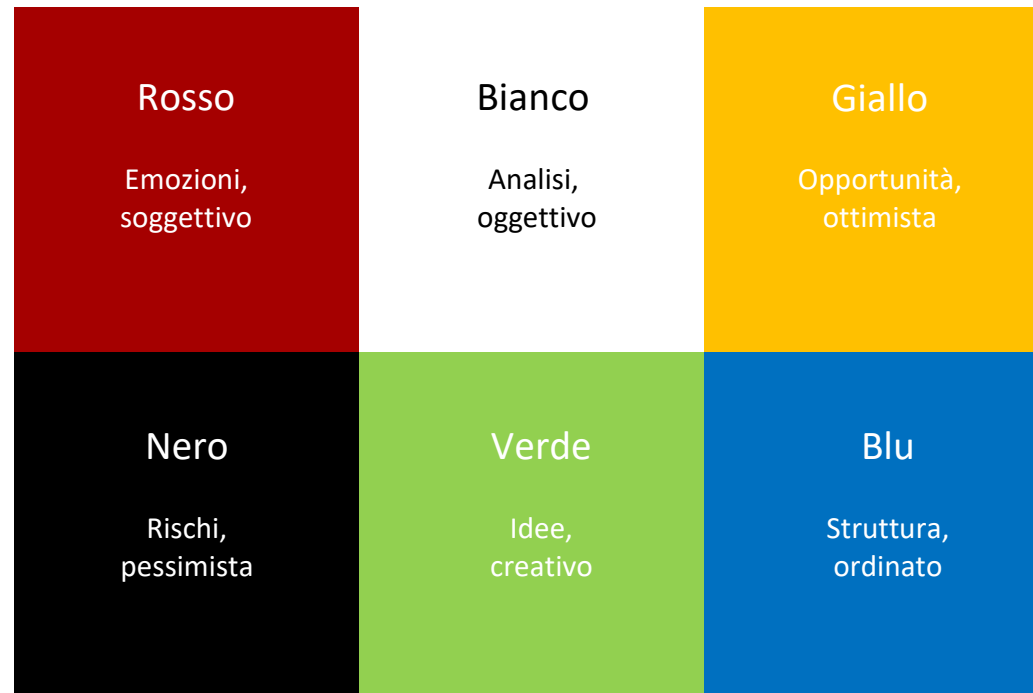 Rosso
Emozioni,
soggettivo
Bianco
Analisi,
oggettivo
Giallo
Opportunità,
ottimista
Nero
Rischi,
pessimista
Verde
Idee,
creativo
Blu
Struttura,
ordinato